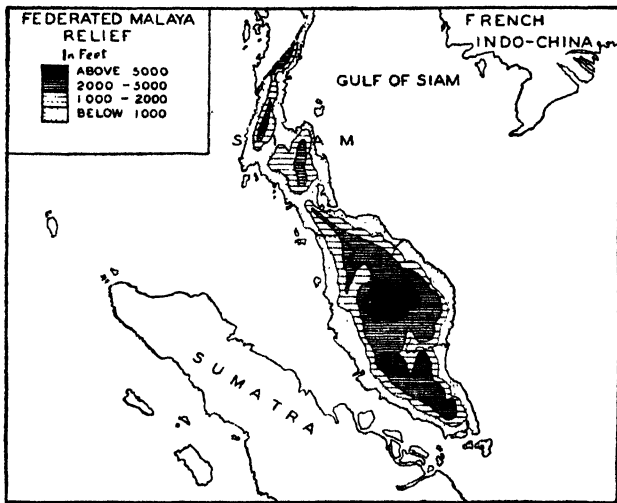 FEDERATED MALAYA
RELIEF
In Feet
ABOVE 5000
2000 - 5000
1000 - 2000
BELOW 1000
FRENCH
INDO-CHINA
GULF OF SIAM
SIAM
SUMATRA